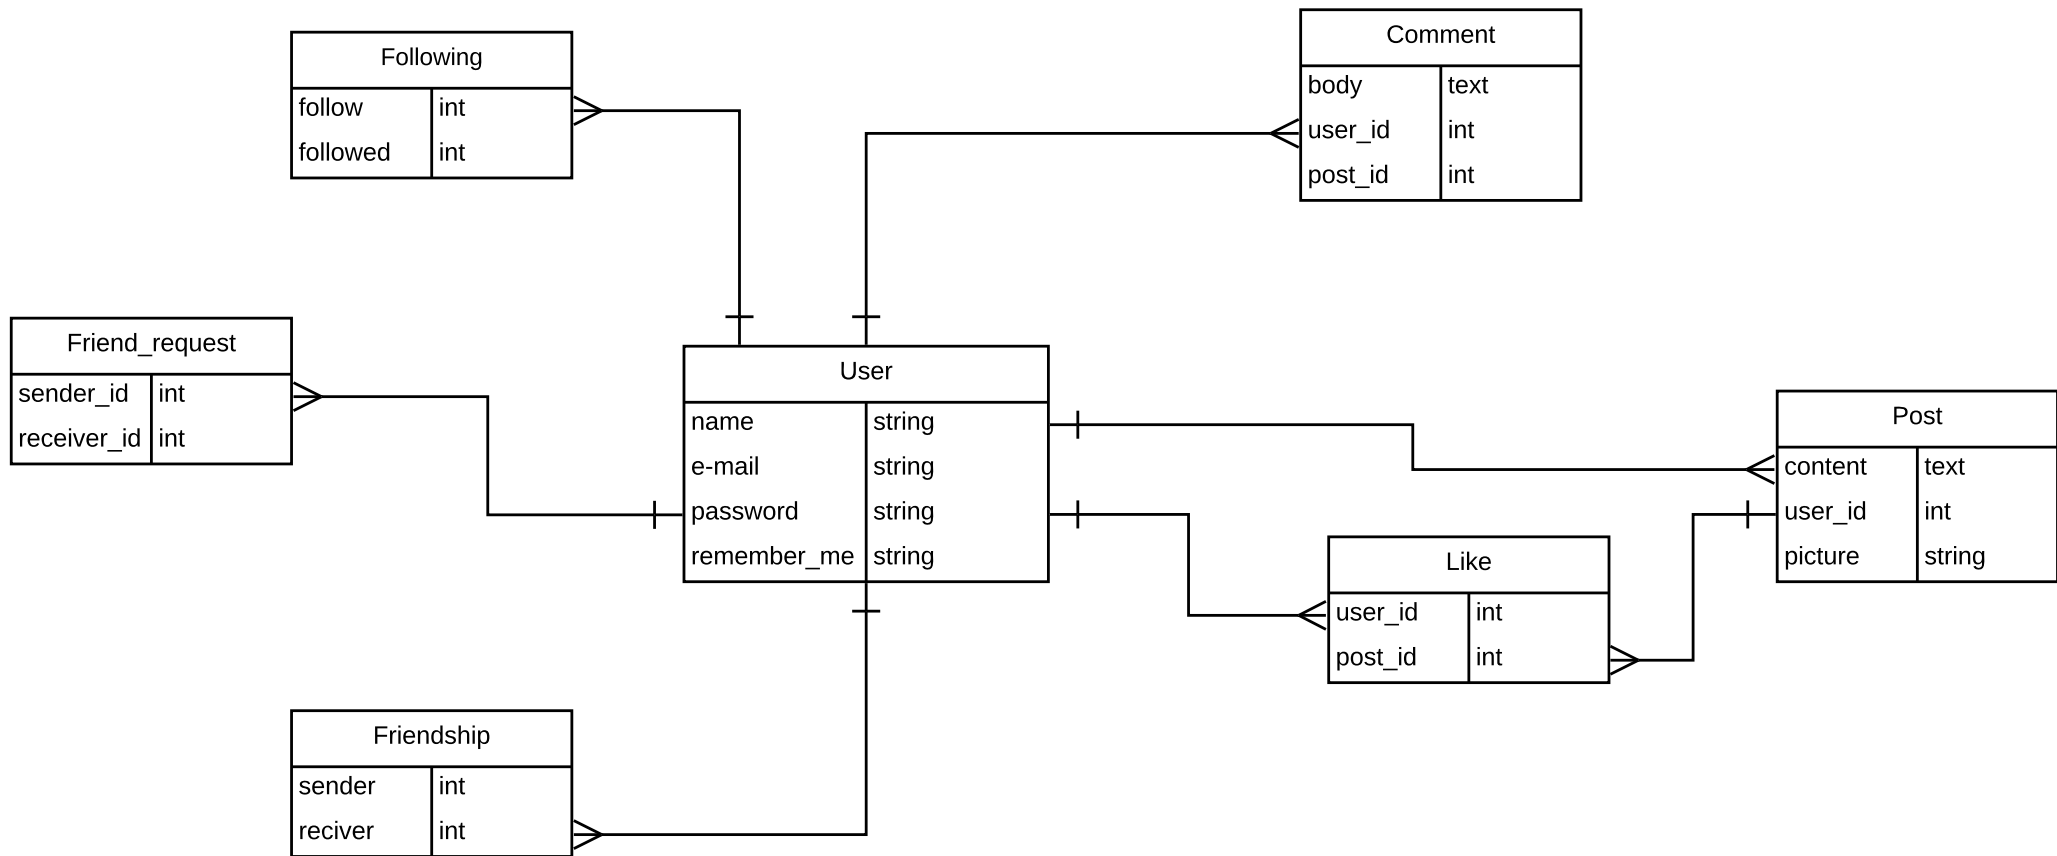 Following
follow int
followed int
Comment
body text
user_id int
post_id int
Friend_request
sender_id int
receiver_id int
User
name string
e-mail string
password string
remember_me string
Post
content text
user_id int
picture string
Like
user_id int
post_id int
Friendship
sender int
reciver int